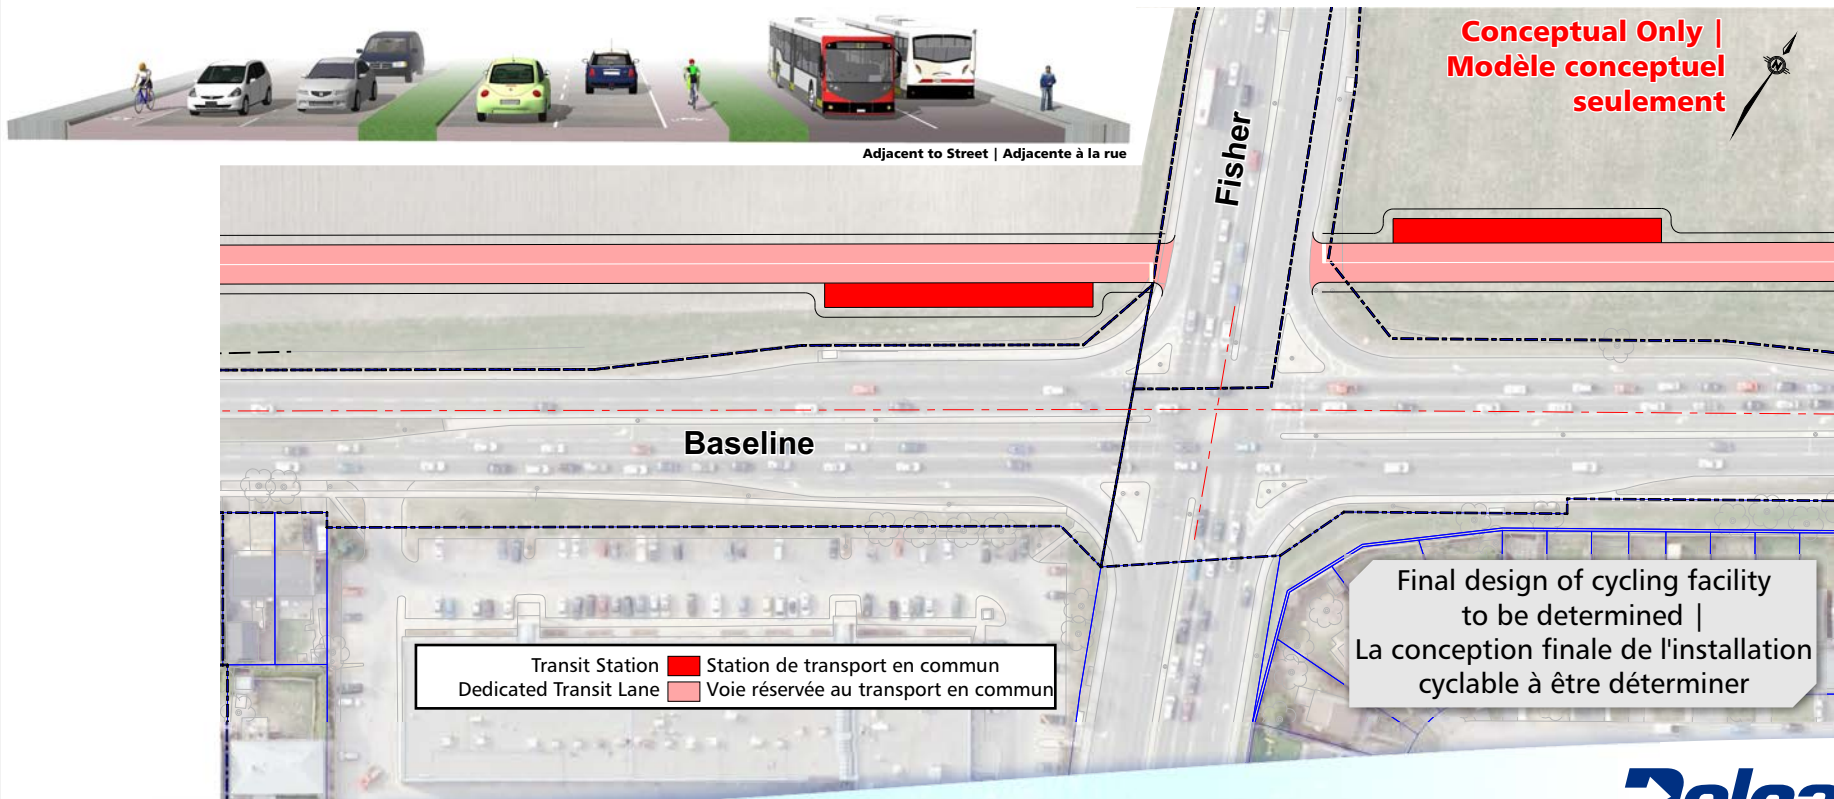 Conceptual Only |
Modèle conceptuel
seulement
N
Adjacent to Street | Adjacente à la rue
Fisher
Baseline
Transit Station Station de transport en commun
Dedicated Transit Lane Voie réservée au transport en commun
Final design of cycling facility
to be determined |
La conception finale de l'installation
cyclable à être déterminer